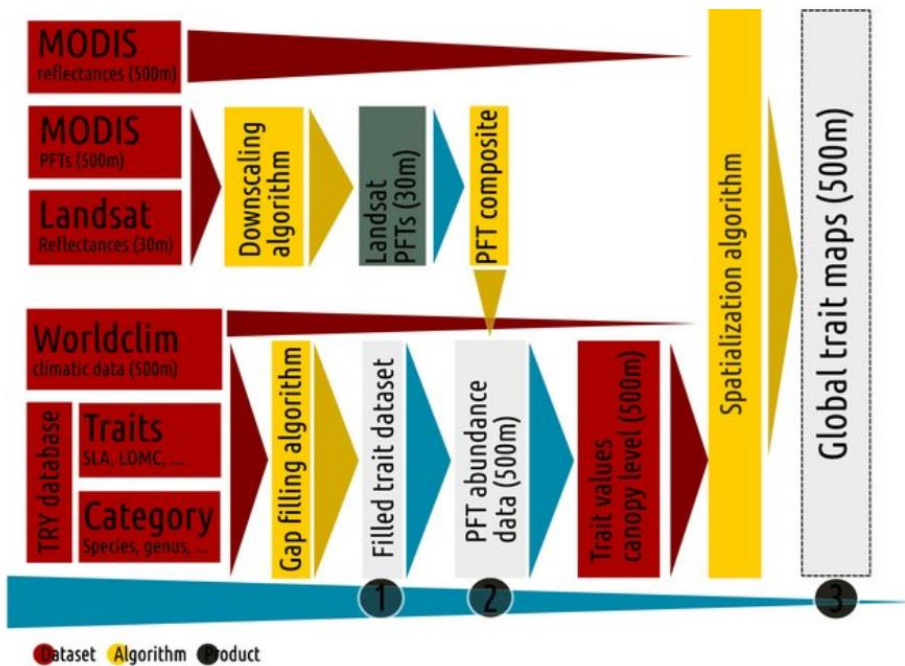 MODIS
reflectances (500m)
MODIS
PFTs (500m)
Landsat
Reflectances (30m)
Downscaling
algorithm
Landsat
PFTs (30m)
PFT composite
Worldclim
climatic data (500m)
TRY database
Traits
SLA, LDMC, ...
Category
Species, genus, ...
Gap filling algorithm
Filled trait dataset
PFT abundance
data (500m)
Trait values
canopy level (500m)
Spatialization algorithm
Global trait maps (500m)
1
2
3
Dataset
Algorithm
Product